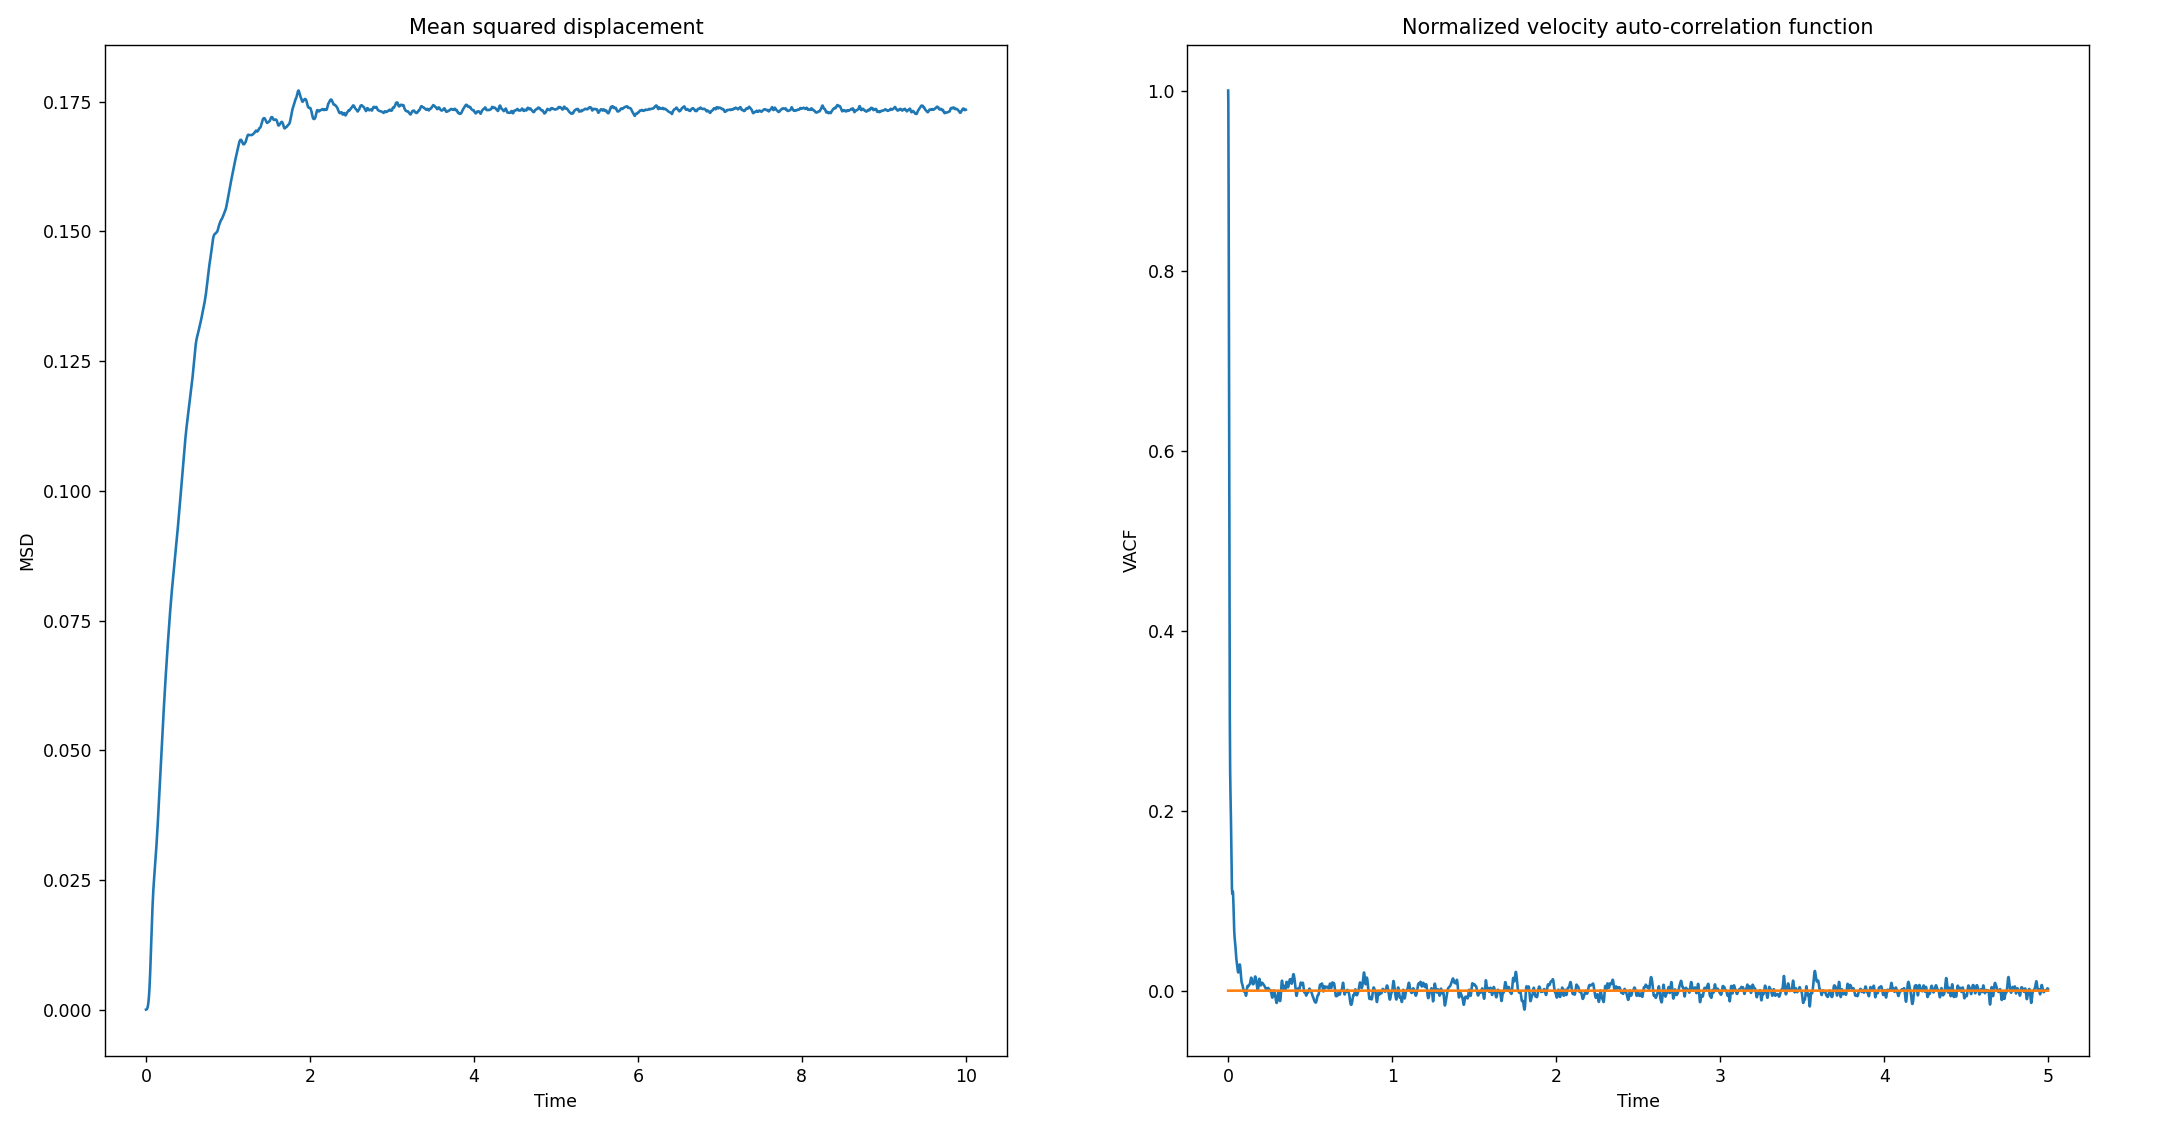 Mean squared displacement
0.175
0.150
0.125
0.100
0.075
0.050
0.025
0.000
MSD
0 2 4 6 8 10
Time
Normalized velocity auto-correlation function
1.0
0.8
0.6
0.4
0.2
0.0
VACF
0 1 2 3 4 5
Time